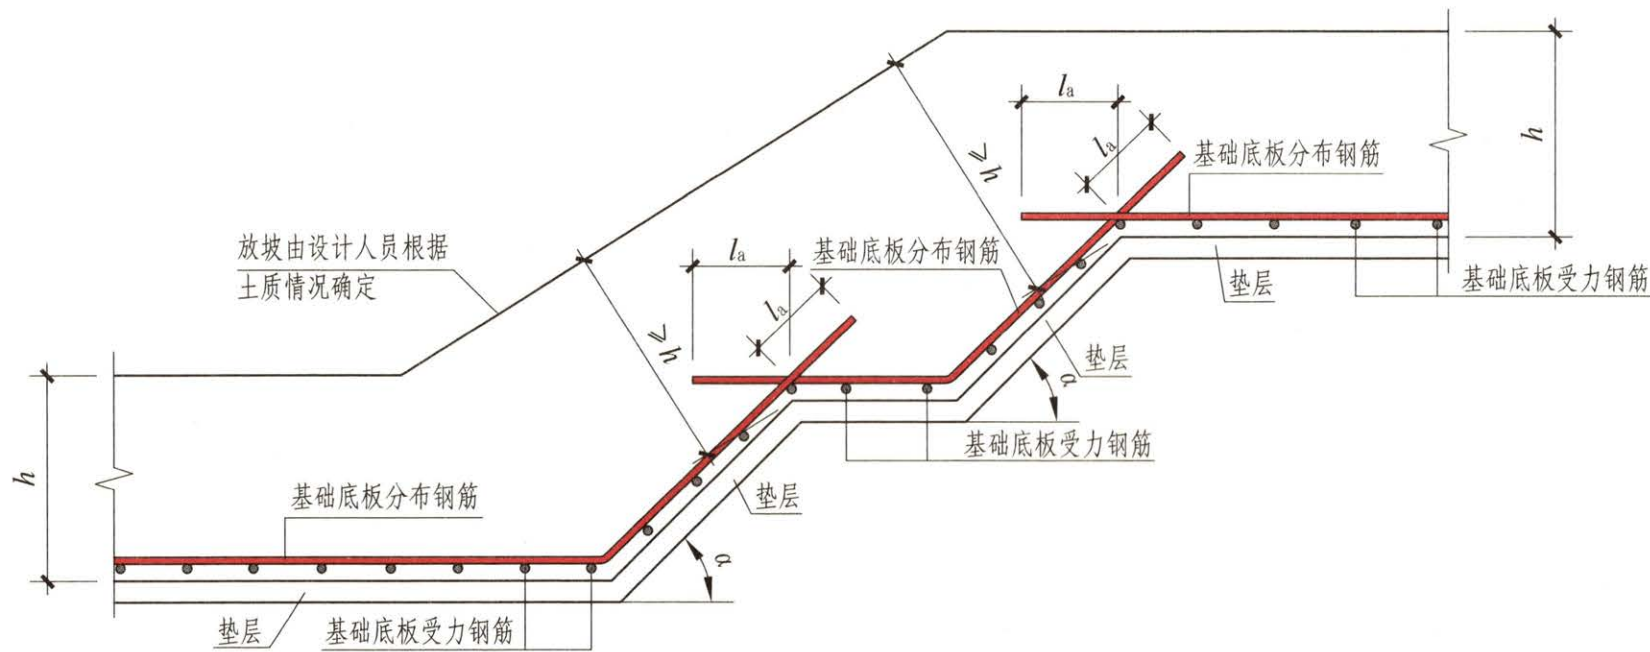 lₐ
lₐ
h
≥h
基础底板分布钢筋
放坡由设计人员根据
土质情况确定
lₐ
基础底板分布钢筋
垫层
基础底板受力钢筋
lₐ
≥h
垫层
α
基础底板受力钢筋
h
基础底板分布钢筋
垫层
α
垫层
基础底板受力钢筋